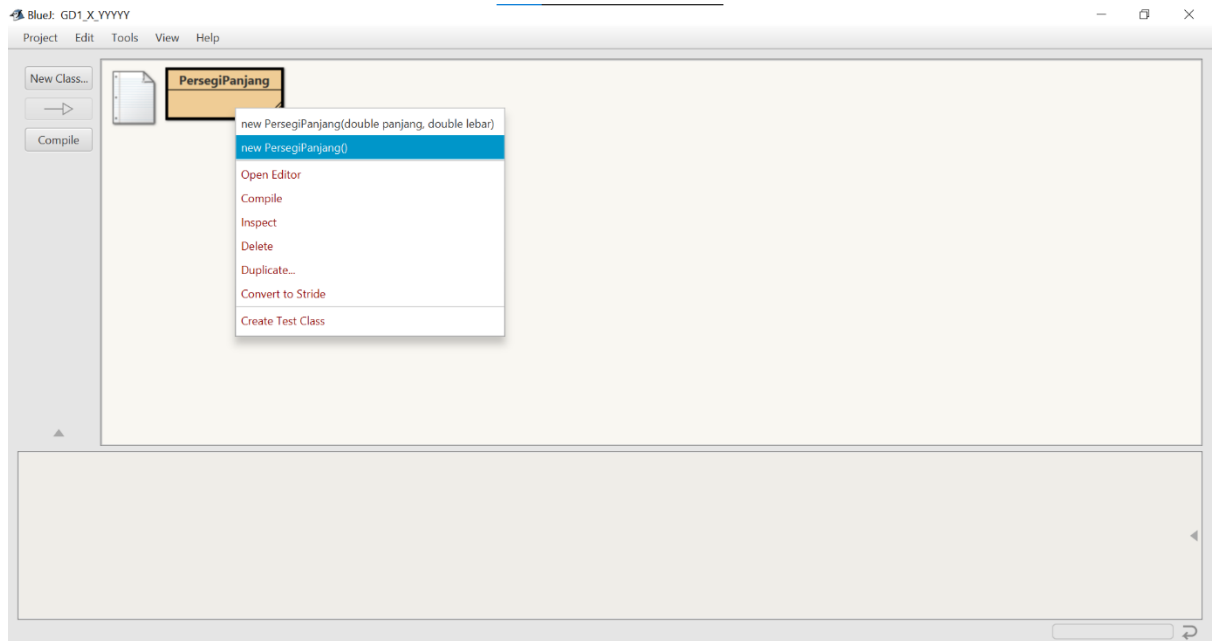 BlueJ: GD1_X_YYYYY
Project Edit Tools View Help
New Class...
Compile
PersegiPanjang
new PersegiPanjang(double panjang, double lebar)
new PersegiPanjang()
Open Editor
Compile
Inspect
Delete
Duplicate...
Convert to Stride
Create Test Class